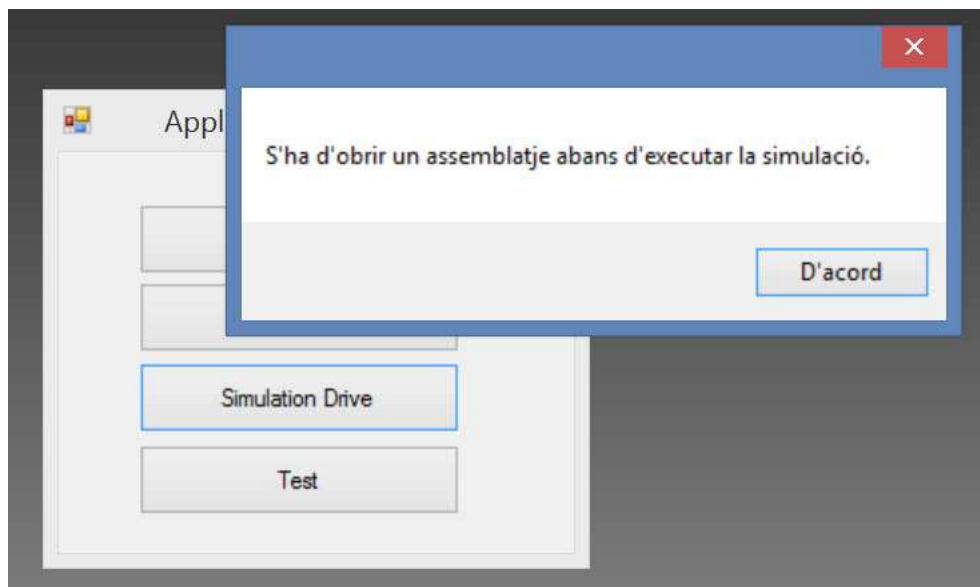 Appl
S'ha d'obrir un assemblatje abans d'executar la simulació.
D'acord
Simulation Drive
Test